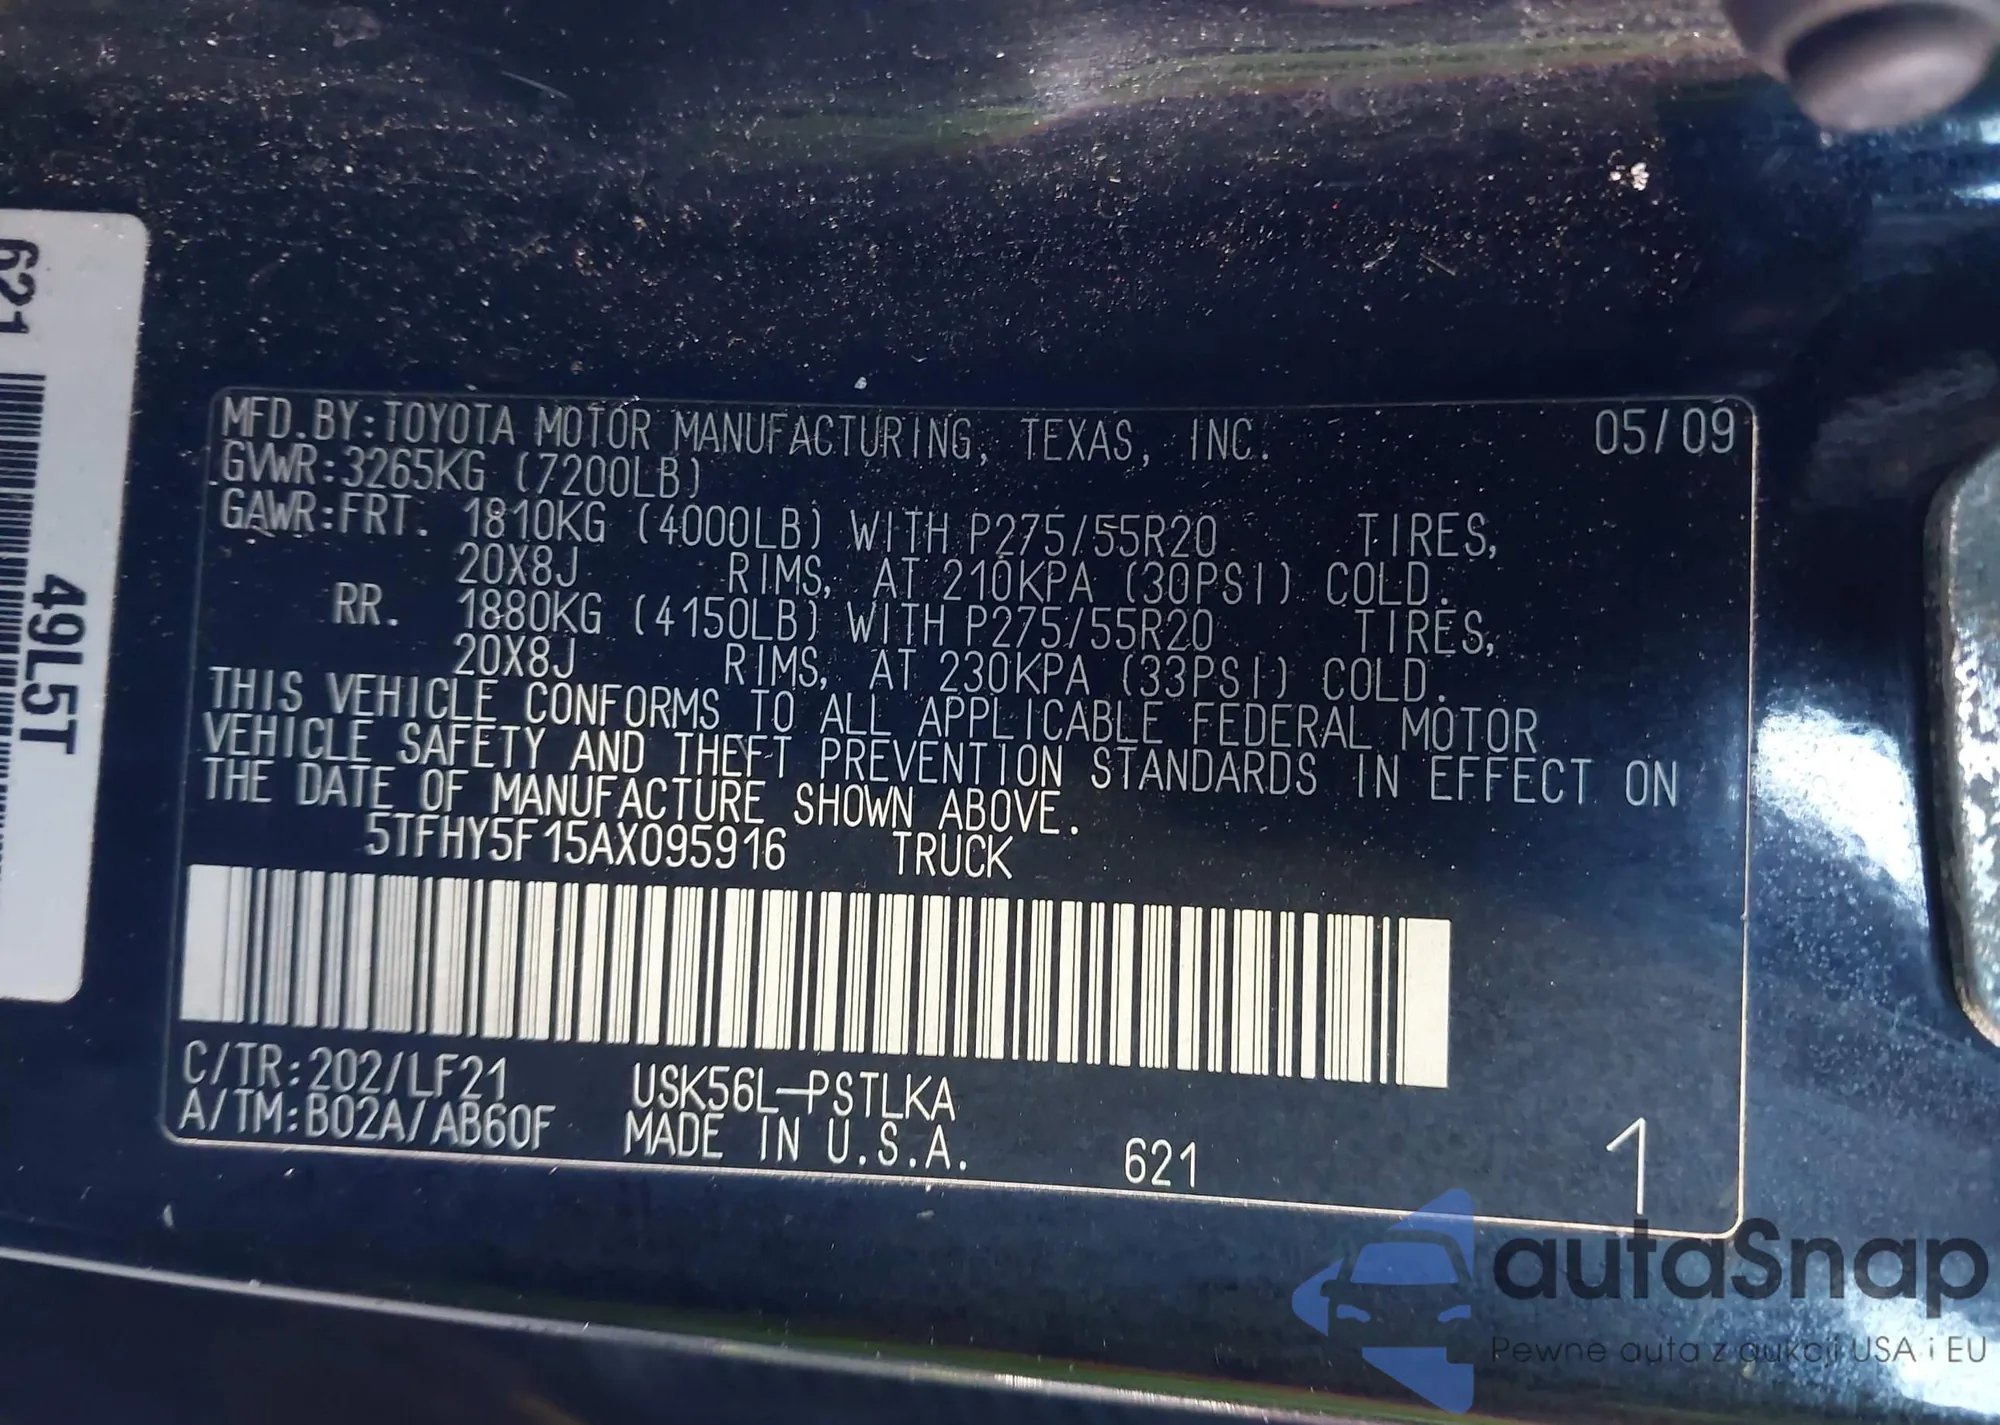 621
49L5T
MFD.BY:TOYOTA MOTOR MANUFACTURING, TEXAS, INC. 05/09
GVWR:3265KG (7200LB)
GAWR:FRT. 1810KG (4000LB) WITH P275/55R20 TIRES,
20X8J RIMS, AT 210KPA (30PSI) COLD.
RR. 1880KG (4150LB) WITH P275/55R20 TIRES,
20X8J RIMS, AT 230KPA (33PSI) COLD.
THIS VEHICLE CONFORMS TO ALL APPLICABLE FEDERAL MOTOR
VEHICLE SAFETY AND THEFT PREVENTION STANDARDS IN EFFECT ON
THE DATE OF MANUFACTURE SHOWN ABOVE.
5TFHY5F15AX095916 TRUCK
C/TR:202/LF21 USK56L-PSTLKA
A/TM:B02A/AB60F MADE IN U.S.A. 621 1
autaSnap
Pewne auta z aukcji USA i EU